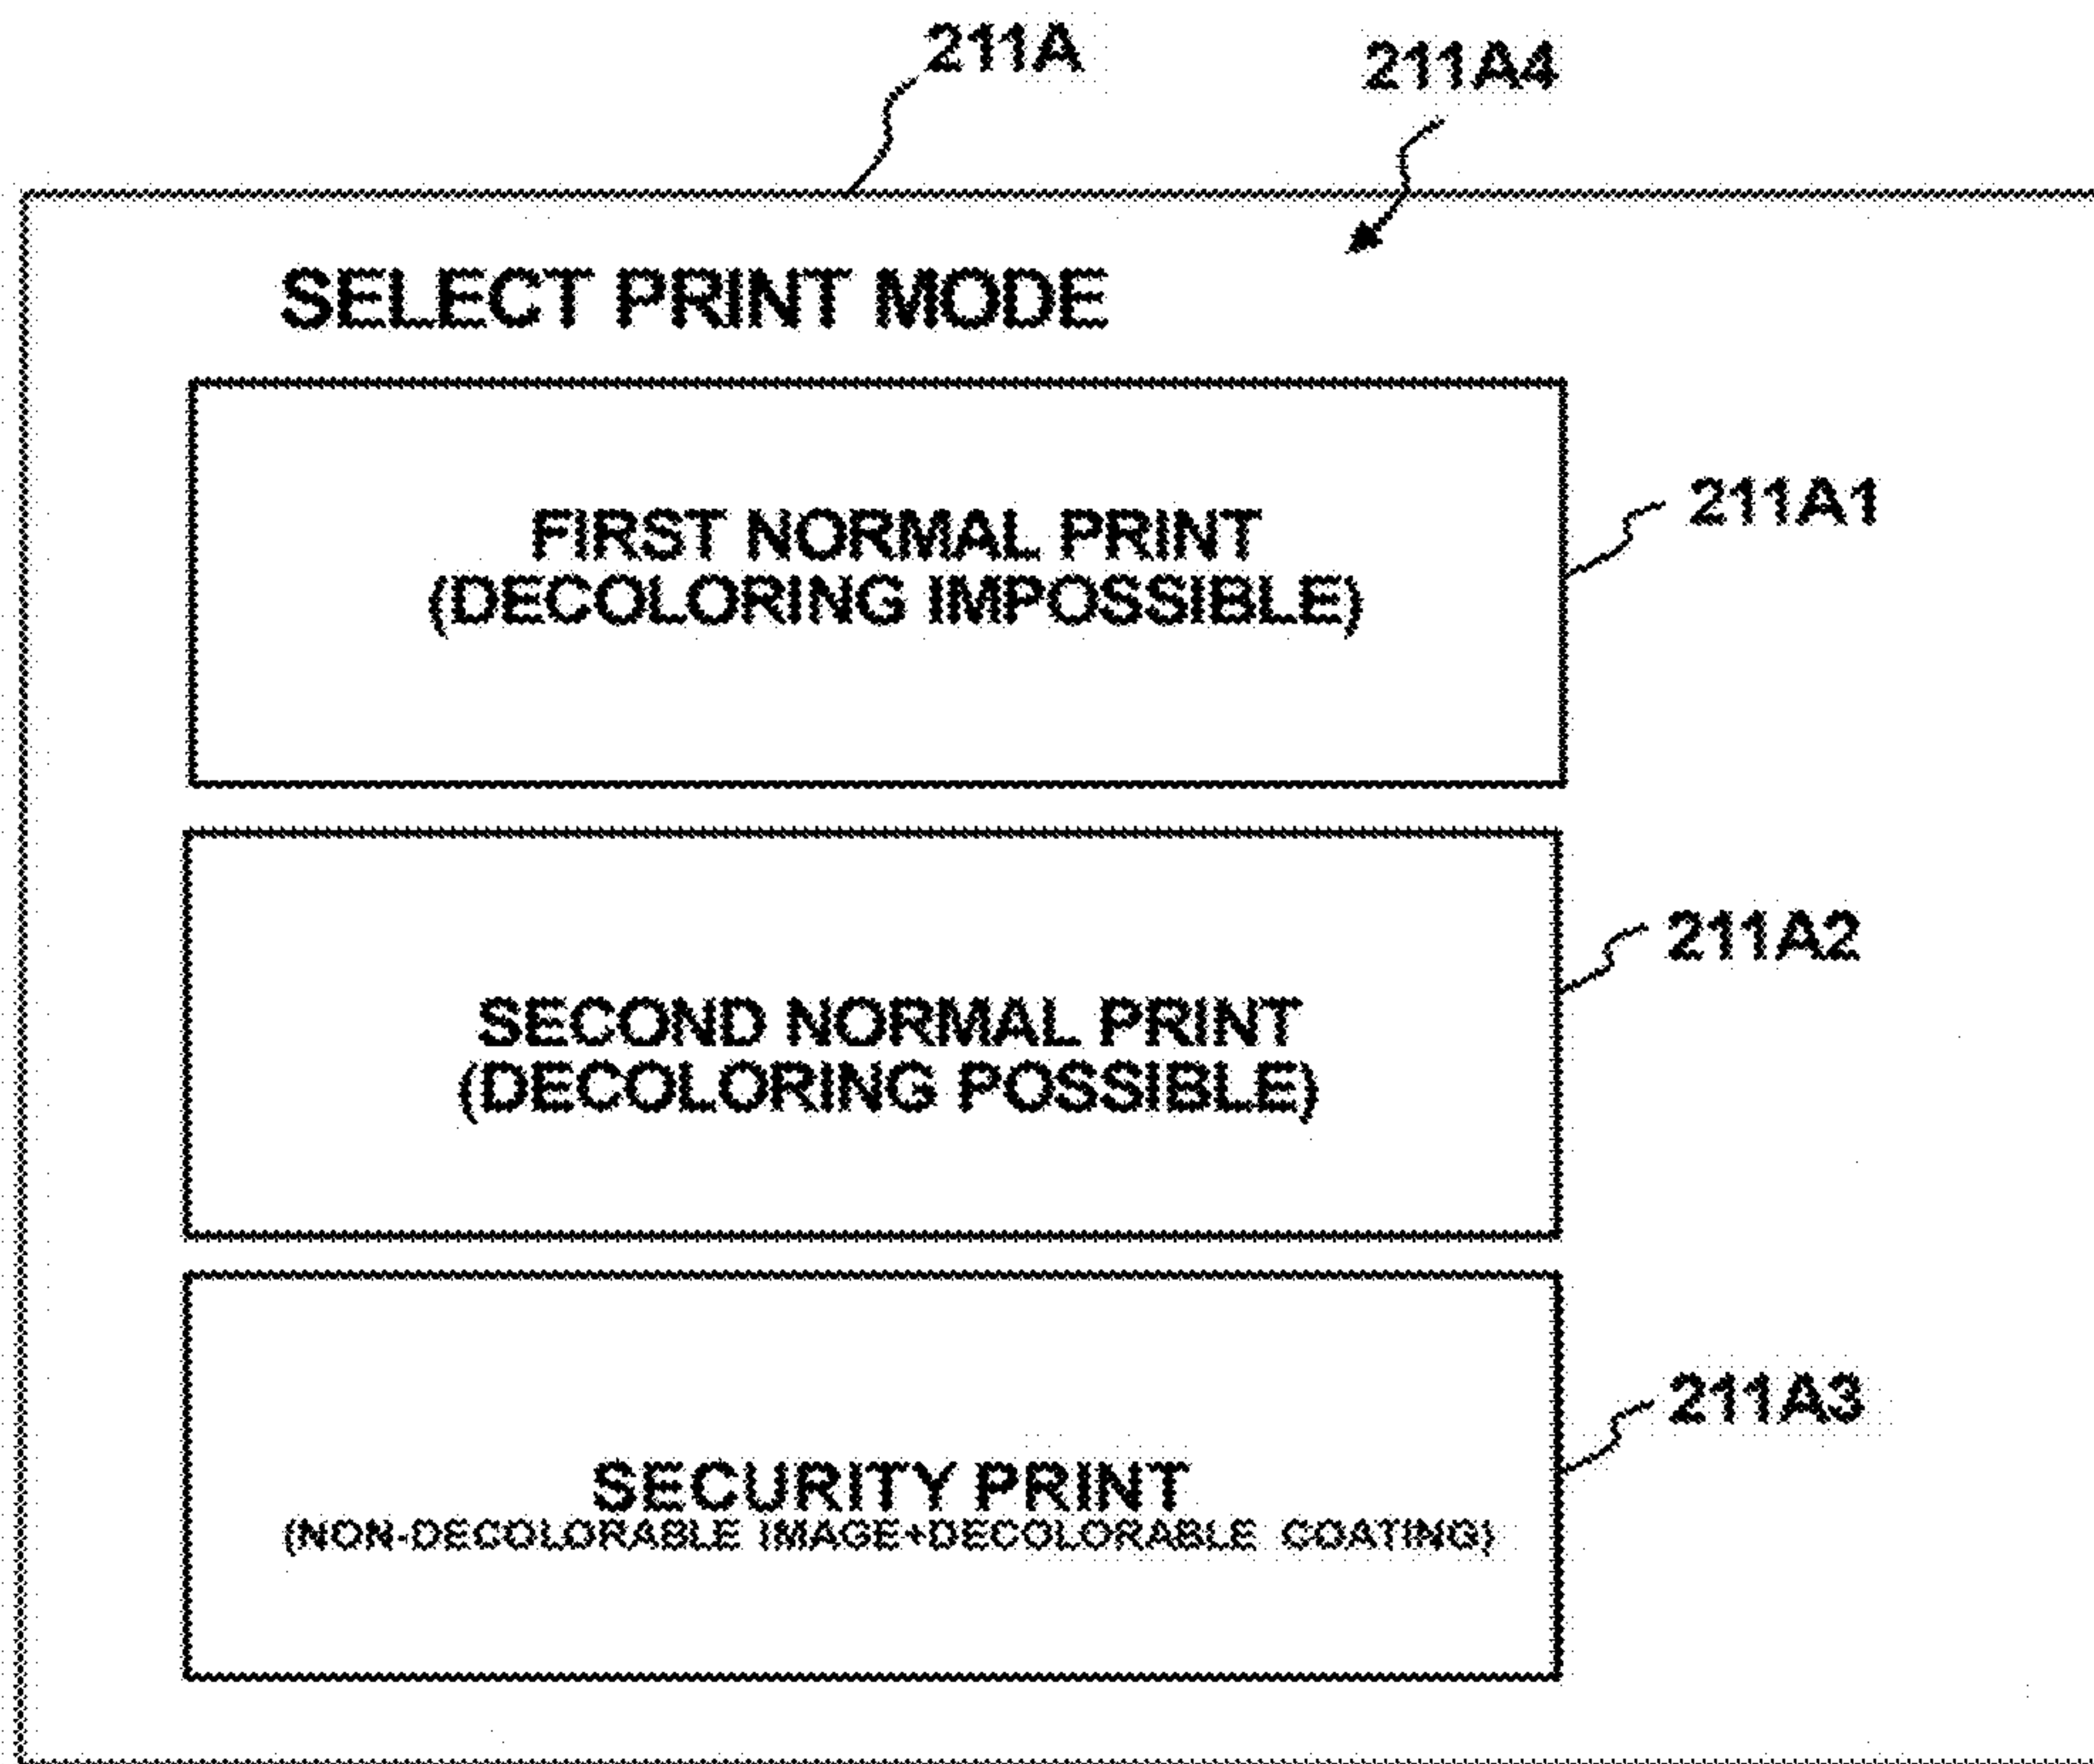 211A
211A4
SELECT PRINT MODE
FIRST NORMAL PRINT
(DECOLORING IMPOSSIBLE)
211A1
SECOND NORMAL PRINT
(DECOLORING POSSIBLE)
211A2
SECURITY PRINT
(NON-DECOLORABLE IMAGE+DECOLORABLE COATING)
211A3